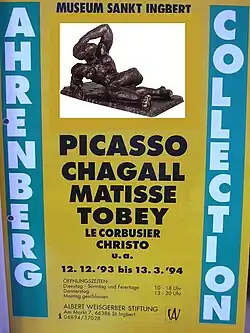 MUSEUM SANKT INGBERT
AHRENBERG
COLLECTION
PICASSO
CHAGALL
MATISSE
TOBEY
LE CORBUSIER
CHRISTO
u.a.
12.12.'93 bis 13.3.'94
ÖFFNUNGSZEITEN:
Dienstag - Sonntag und Feiertage 10 - 18 Uhr
Donnerstag 13 - 20 Uhr
Montag geschlossen
ALBERT WEISGERBER STIFTUNG
Am Markt 7, 66386 St. Ingbert
06894/37028